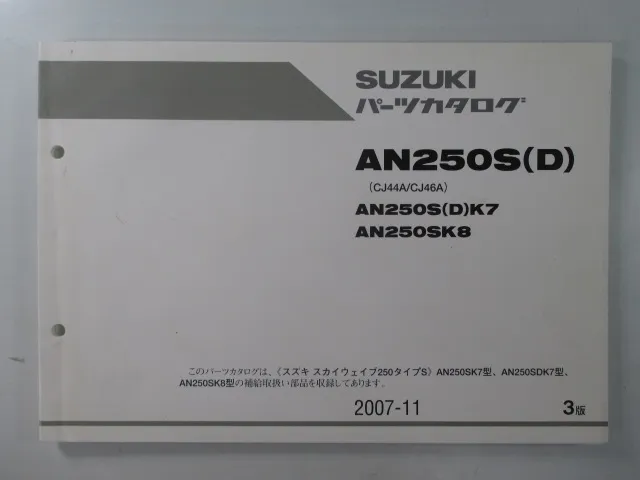 SUZUKI
パーツカタログ
AN250S(D)
(CJ44A/CJ46A)
AN250S(D)K7
AN250SK8
このパーツカタログは、《スズキ スカイウェイブ250タイプS》AN250SK7型、AN250SDK7型、
AN250SK8型の補給取扱い部品を収録してあります。
2007-11
3版